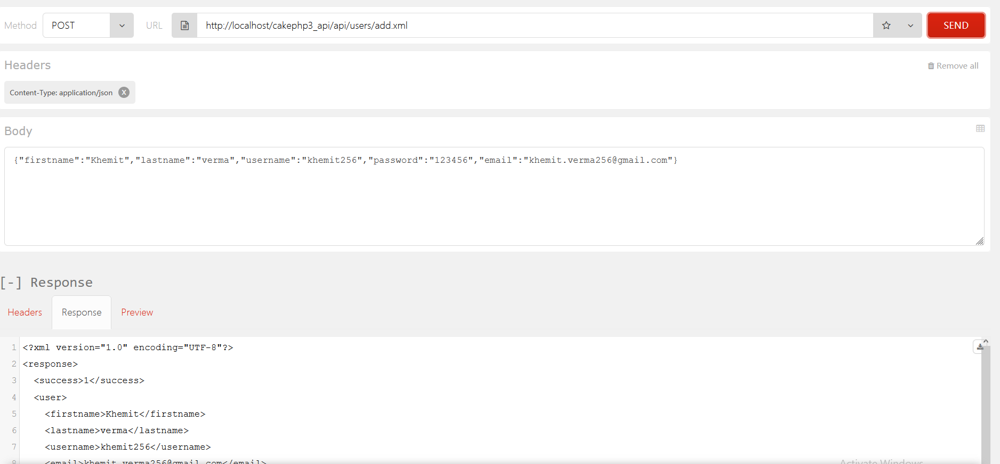 Method POST URL http://localhost/cakephp3_api/api/users/add.xml SEND
Headers Remove all
Content-Type: application/json X
Body
{"firstname":"Khemit","lastname":"verma","username":"khemit256","password":"123456","email":"khemit.verma256@gmail.com"}
[-] Response
Headers Response Preview
1 <?xml version="1.0" encoding="UTF-8"?>
2 <response>
3 <success>1</success>
4 <user>
5 <firstname>Khemit</firstname>
6 <lastname>verma</lastname>
7 <username>khemit256</username>
8 <email>khemit.verma256@gmail.com</email>
Activate Windows